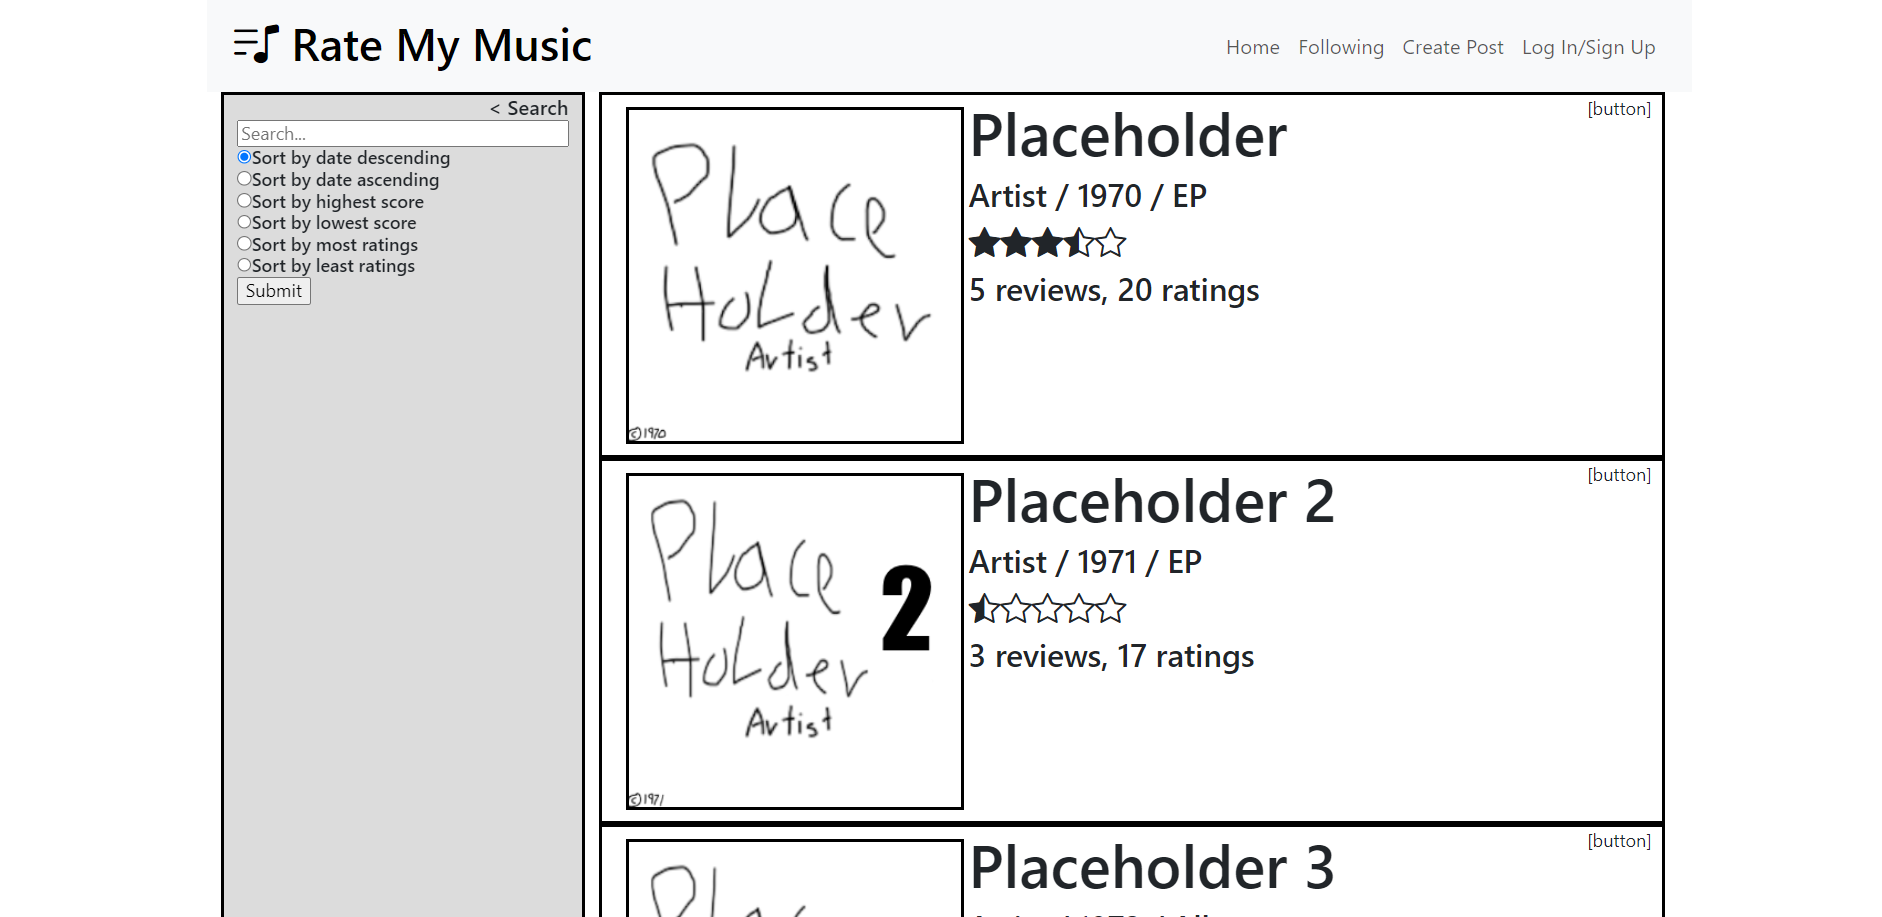 Rate My Music
Home Following Create Post Log In/Sign Up
< Search
Search...
Sort by date descending
Sort by date ascending
Sort by highest score
Sort by lowest score
Sort by most ratings
Sort by least ratings
Submit
Place
Holder
Artist
©1970
Placeholder
[button]
Artist / 1970 / EP
5 reviews, 20 ratings
Place
2
Holder
Artist
©1971
Placeholder 2
[button]
Artist / 1971 / EP
3 reviews, 17 ratings
Place
Placeholder 3
[button]